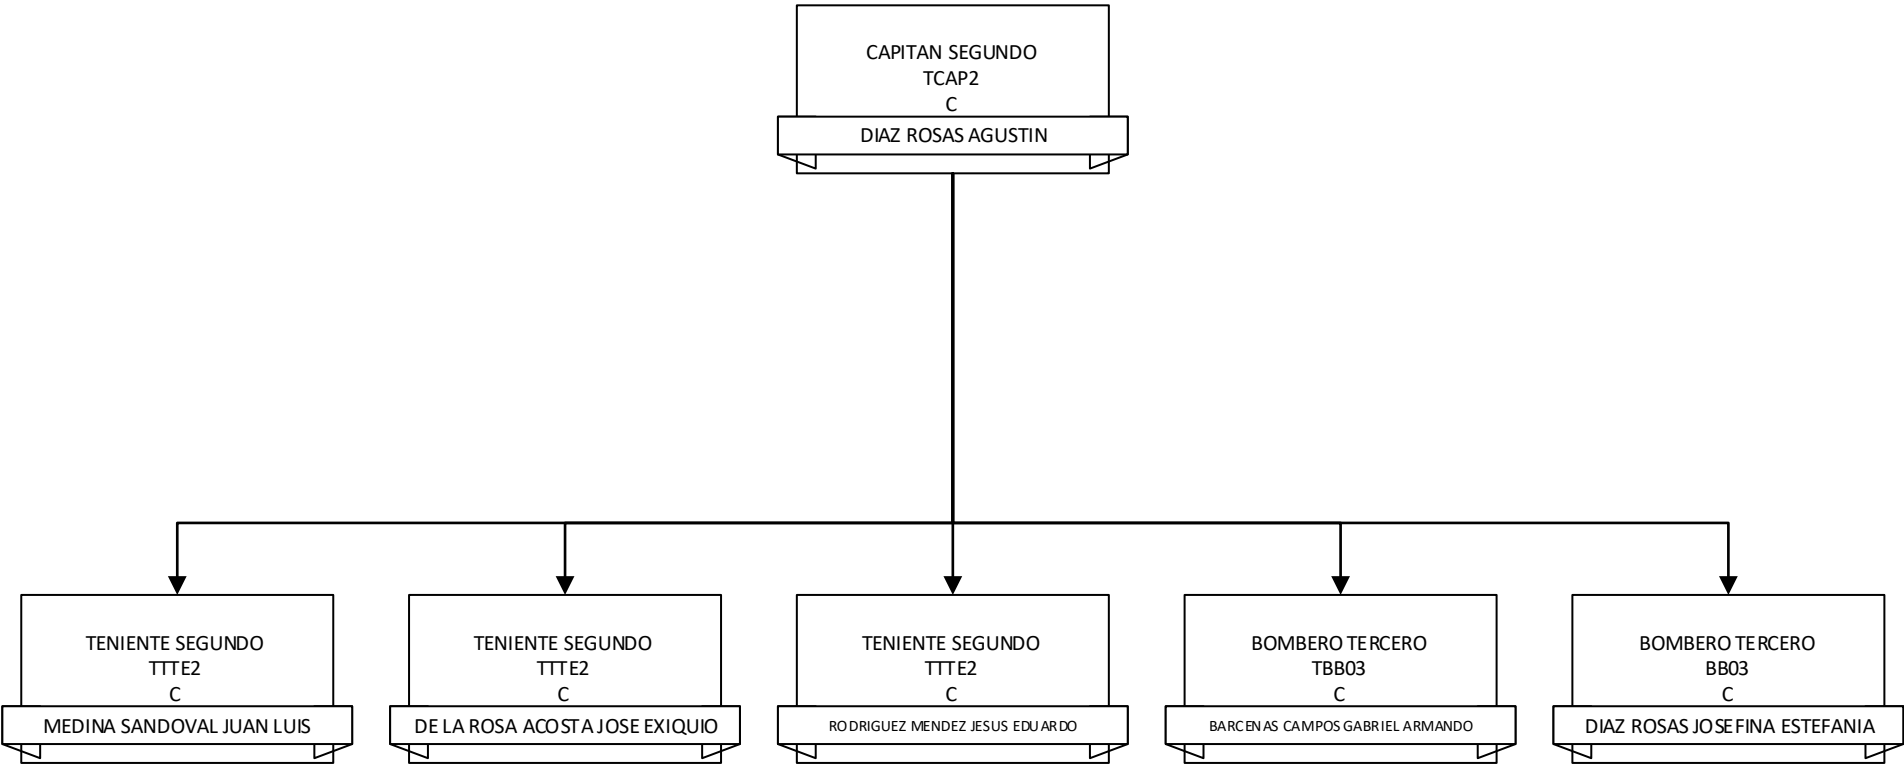 CAPITAN SEGUNDO
TCAP2
C
DIAZ ROSAS AGUSTIN
TENIENTE SEGUNDO
TTTE2
C
MEDINA SANDOVAL JUAN LUIS
TENIENTE SEGUNDO
TTTE2
C
DE LA ROSA ACOSTA JOSE EXIQUIO
TENIENTE SEGUNDO
TTTE2
C
RODRIGUEZ MENDEZ JESUS EDUARDO
BOMBERO TERCERO
TBB03
C
BARCENAS CAMPOS GABRIEL ARMANDO
BOMBERO TERCERO
BB03
C
DIAZ ROSAS JOSEFINA ESTEFANIA